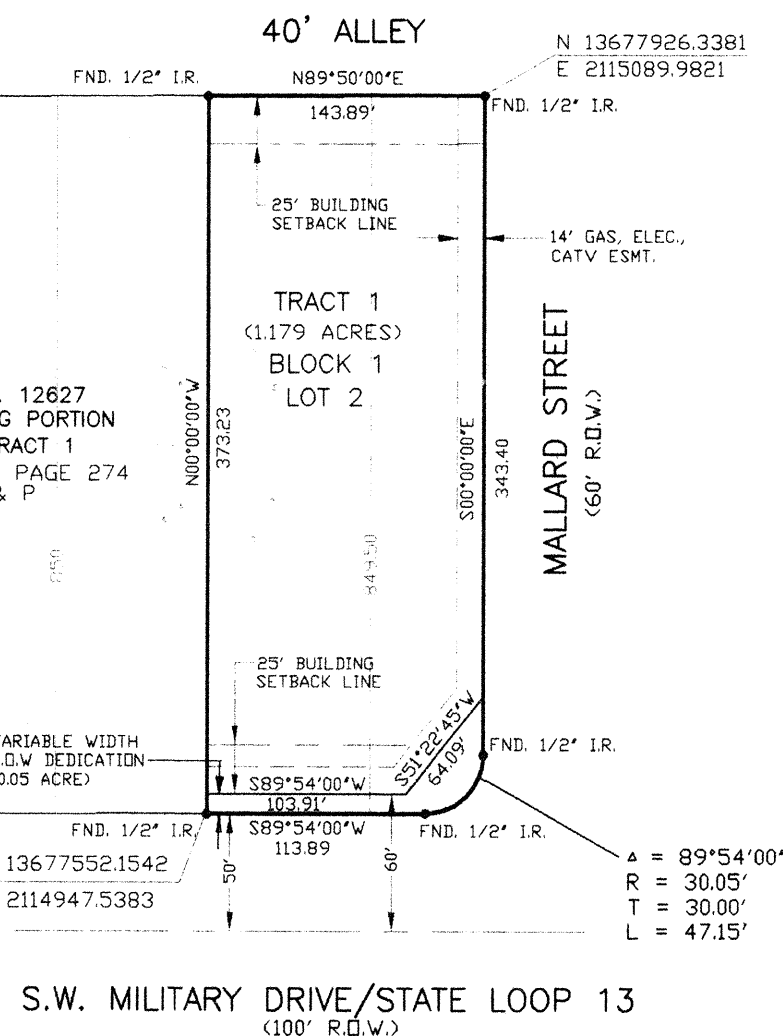 40' ALLEY
N 13677926.3381
E 2115089.9821
FND. 1/2" I.R.
N89°50'00"E
143.89'
FND. 1/2" I.R.
25' BUILDING
SETBACK LINE
14' GAS, ELEC.,
CATV ESMT.
TRACT 1
(1.179 ACRES)
BLOCK 1
LOT 2
12627
PORTION
TRACT 1
PAGE 274
& P
N00°00'00"W
373.23
S00°00'00"E
343.40
MALLARD STREET
(60' R.O.W.)
850
849.50
25' BUILDING
SETBACK LINE
VARIABLE WIDTH
R.O.W DEDICATION
(0.05 ACRE)
S51°22'45"W
64.09'
FND. 1/2" I.R.
S89°54'00"W
103.91'
FND. 1/2" I.R.
S89°54'00"W
113.89
FND. 1/2" I.R.
13677552.1542
2114947.5383
50'
60'
Δ = 89°54'00"
R = 30.05'
T = 30.00'
L = 47.15'
S.W. MILITARY DRIVE/STATE LOOP 13
(100' R.O.W.)